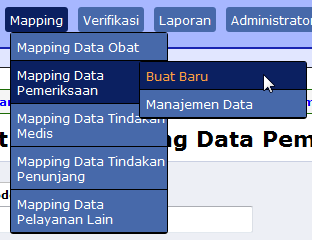 Mapping Verifikasi Laporan Administrator
Mapping Data Obat
Mapping Data
Pemeriksaan
Buat Baru
Manajemen Data
Mapping Data Tindakan
Medis
Mapping Data Tindakan
Penunjang
Mapping Data
Pelayanan Lain
Data Pem